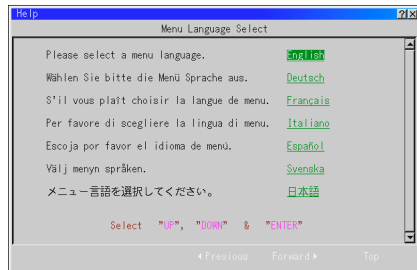 Help
Menu Language Select
Please select a menu language. English
Wählen Sie bitte die Menü Sprache aus. Deutsch
S'il vous plaît choisir la langue de menu. Français
Per favore di scegliere la lingua di menu. Italiano
Escoja por favor el idioma de menú. Español
Välj menyn språken. Svenska
メニュー言語を選択してください。 日本語
Select "UP", "DOWN" & "ENTER"
Previous Forward Top